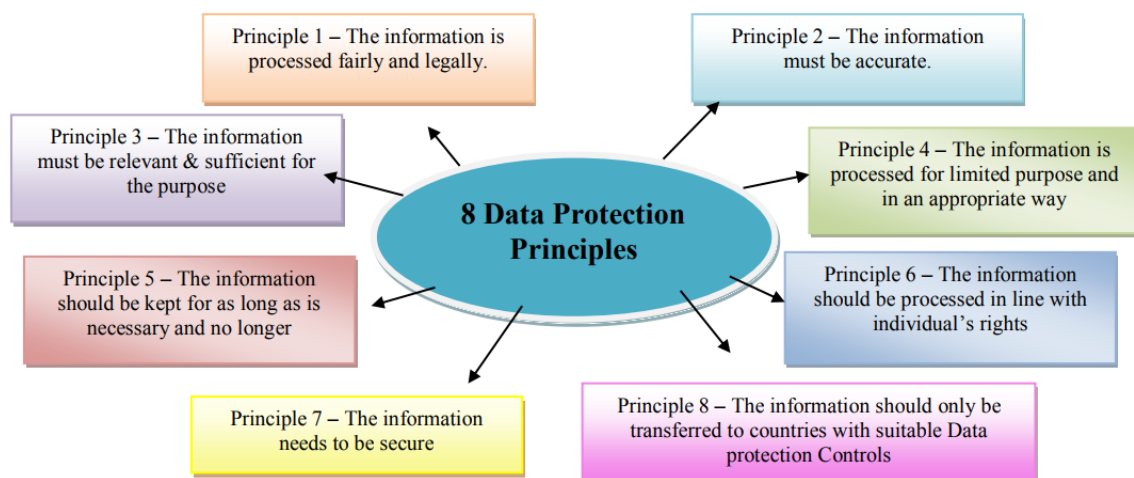 Principle 1 – The information is
processed fairly and legally.
Principle 2 – The information
must be accurate.
Principle 3 – The information
must be relevant & sufficient for
the purpose
Principle 4 – The information is
processed for limited purpose and
in an appropriate way
8 Data Protection
Principles
Principle 5 – The information
should be kept for as long as is
necessary and no longer
Principle 6 – The information
should be processed in line with
individual’s rights
Principle 7 – The information
needs to be secure
Principle 8 – The information should only be
transferred to countries with suitable Data
protection Controls